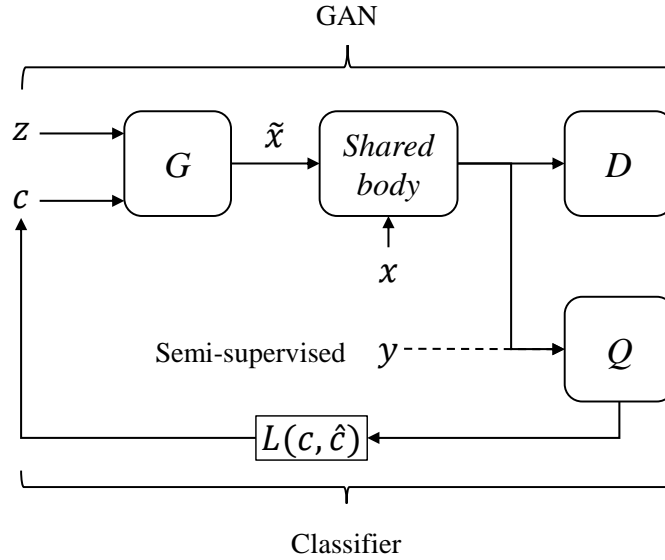 GAN
z
x̃
G
Shared
body
D
c
x
Semi-supervised
y
Q
L(c, ĉ)
Classifier